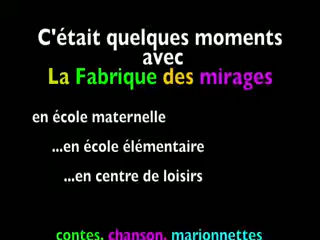 C'était quelques moments
avec
La Fabrique des mirages
en école maternelle
...en école élémentaire
...en centre de loisirs
contes, chanson, marionnettes